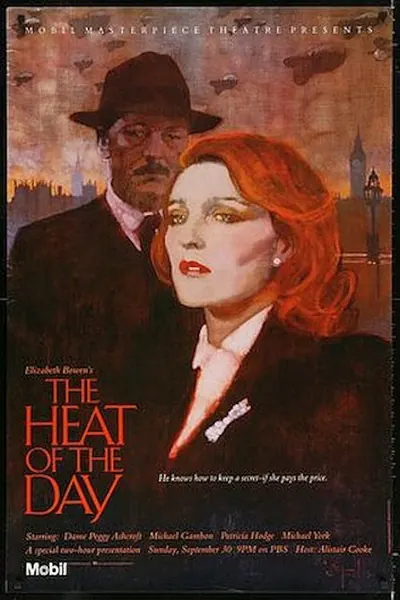 MOBIL MASTERPIECE THEATRE PRESENTS
Elizabeth Bowen's
THE
HEAT
OF THE
DAY
He knows how to keep a secret–if she pays the price.
Starring: Dame Peggy Ashcroft Michael Gambon Patricia Hodge Michael York
A special two-hour presentation Sunday, September 30 9PM on PBS Host: Alistair Cooke
Mobil